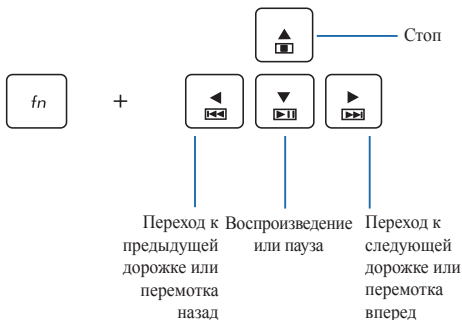 Стоп
fn +
Переход к
предыдущей
дорожке или
перемотка
назад
Воспроизведение
или пауза
Переход к
следующей
дорожке или
перемотка
вперед